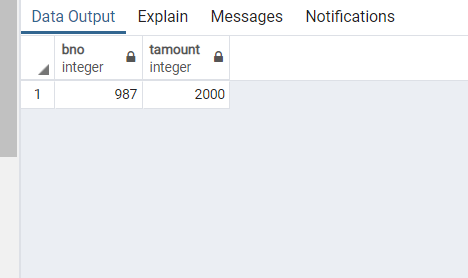 Data Output Explain Messages Notifications
bno tamount
integer integer
1 987 2000